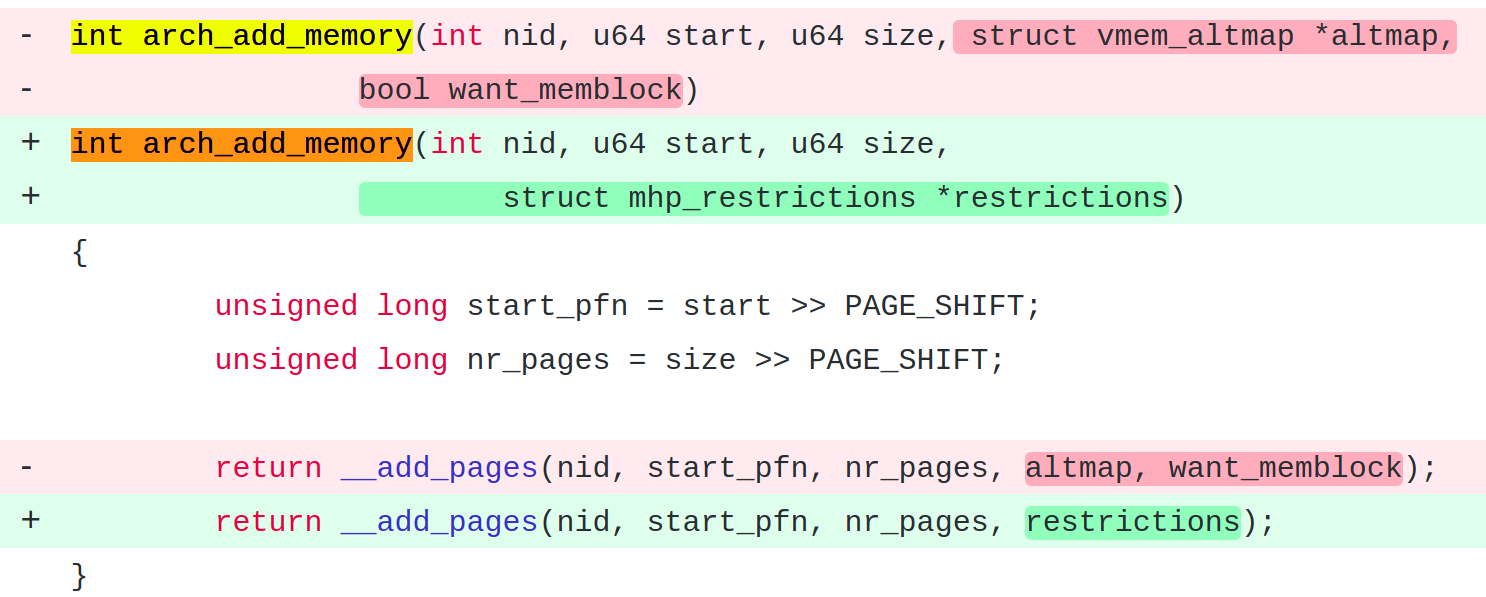 - int arch_add_memory(int nid, u64 start, u64 size, struct vmem_altmap *altmap,
- bool want_memblock)
+ int arch_add_memory(int nid, u64 start, u64 size,
+ struct mhp_restrictions *restrictions)
{
unsigned long start_pfn = start >> PAGE_SHIFT;
unsigned long nr_pages = size >> PAGE_SHIFT;
- return __add_pages(nid, start_pfn, nr_pages, altmap, want_memblock);
+ return __add_pages(nid, start_pfn, nr_pages, restrictions);
}